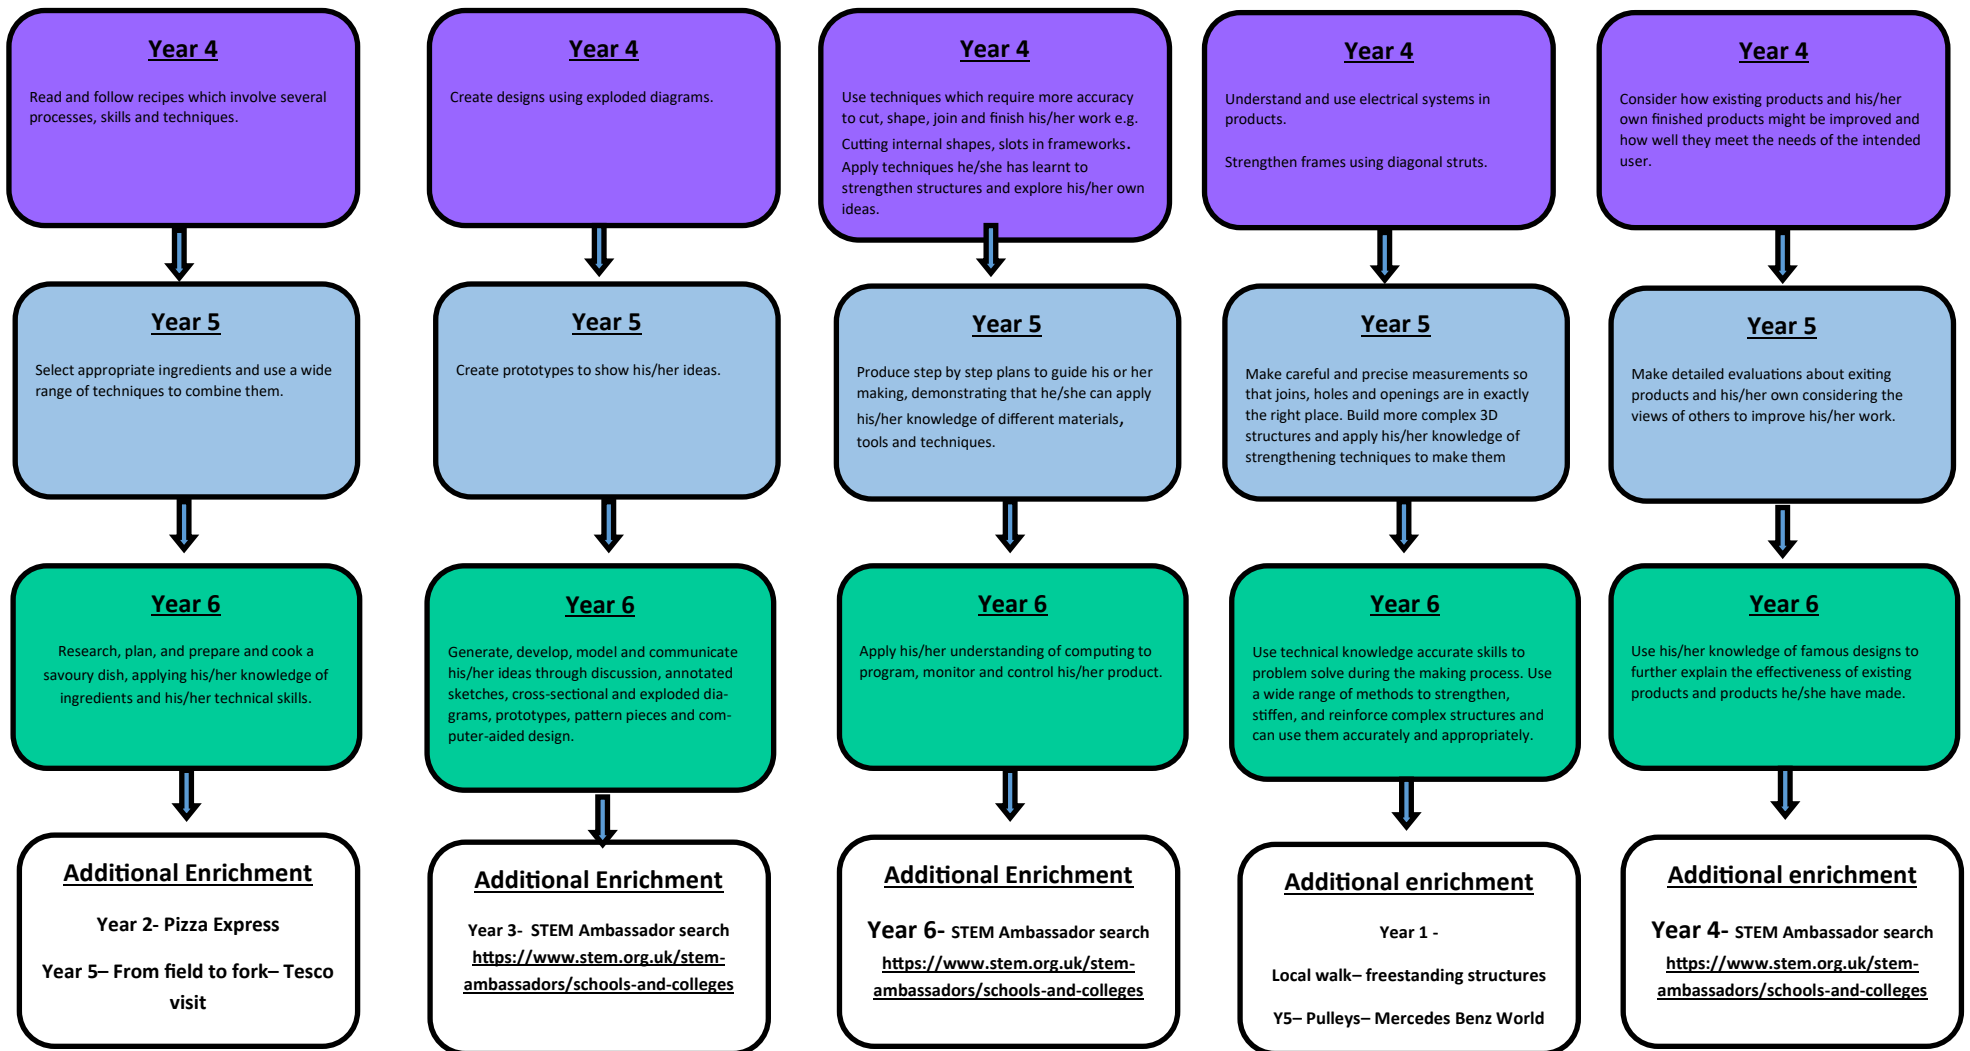 Year 4
Read and follow recipes which involve several
processes, skills and techniques.
Year 4
Create designs using exploded diagrams.
Year 4
Use techniques which require more accuracy
to cut, shape, join and finish his/her work e.g.
Cutting internal shapes, slots in frameworks.
Apply techniques he/she has learnt to
strengthen structures and explore his/her own
ideas.
Year 4
Understand and use electrical systems in
products.
Strengthen frames using diagonal struts.
Year 4
Consider how existing products and his/her
own finished products might be improved and
how well they meet the needs of the intended
user.
Year 5
Select appropriate ingredients and use a wide
range of techniques to combine them.
Year 5
Create prototypes to show his/her ideas.
Year 5
Produce step by step plans to guide his or her
making, demonstrating that he/she can apply
his/her knowledge of different materials,
tools and techniques.
Year 5
Make careful and precise measurements so
that joins, holes and openings are in exactly
the right place. Build more complex 3D
structures and apply his/her knowledge of
strengthening techniques to make them
Year 5
Make detailed evaluations about exiting
products and his/her own considering the
views of others to improve his/her work.
Year 6
Research, plan, and prepare and cook a
savoury dish, applying his/her knowledge of
ingredients and his/her technical skills.
Year 6
Generate, develop, model and communicate
his/her ideas through discussion, annotated
sketches, cross-sectional and exploded dia-
grams, prototypes, pattern pieces and com-
puter-aided design.
Year 6
Apply his/her understanding of computing to
program, monitor and control his/her product.
Year 6
Use technical knowledge accurate skills to
problem solve during the making process. Use
a wide range of methods to strengthen,
stiffen, and reinforce complex structures and
can use them accurately and appropriately.
Year 6
Use his/her knowledge of famous designs to
further explain the effectiveness of existing
products and products he/she have made.
Additional Enrichment
Year 2- Pizza Express
Year 5– From field to fork– Tesco
visit
Additional Enrichment
Year 3- STEM Ambassador search
https://www.stem.org.uk/stem-
ambassadors/schools-and-colleges
Additional Enrichment
Year 6- STEM Ambassador search
https://www.stem.org.uk/stem-
ambassadors/schools-and-colleges
Additional enrichment
Year 1 -
Local walk– freestanding structures
Y5– Pulleys– Mercedes Benz World
Additional enrichment
Year 4- STEM Ambassador search
https://www.stem.org.uk/stem-
ambassadors/schools-and-colleges